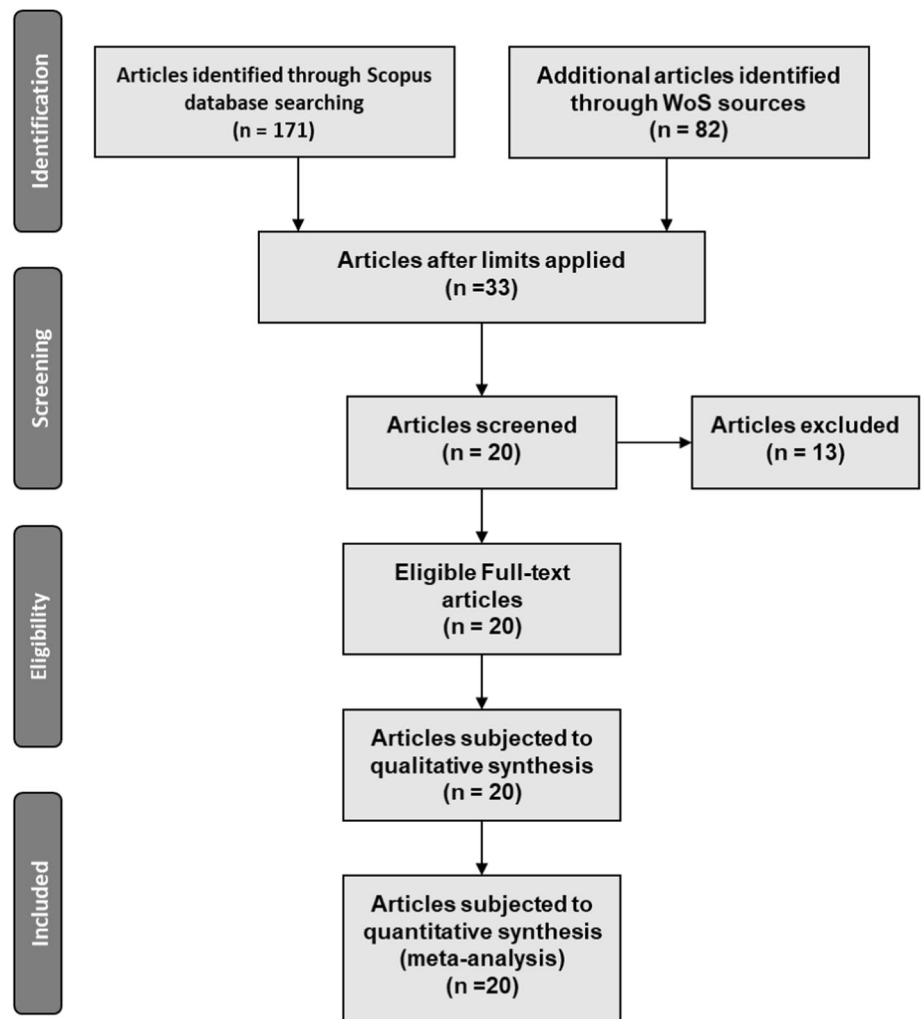 Identification
Articles identified through Scopus
database searching
(n = 171)
Additional articles identified
through WoS sources
(n = 82)
Articles after limits applied
(n =33)
Screening
Articles screened
(n = 20)
Articles excluded
(n = 13)
Eligibility
Eligible Full-text
articles
(n = 20)
Articles subjected to
qualitative synthesis
(n = 20)
Included
Articles subjected to
quantitative synthesis
(meta-analysis)
(n =20)